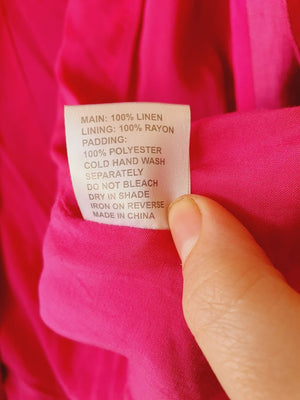 MAIN: 100% LINEN
LINING: 100% RAYON
PADDING:
100% POLYESTER
COLD HAND WASH
SEPARATELY
DO NOT BLEACH
DRY IN SHADE
IRON ON REVERSE
MADE IN CHINA